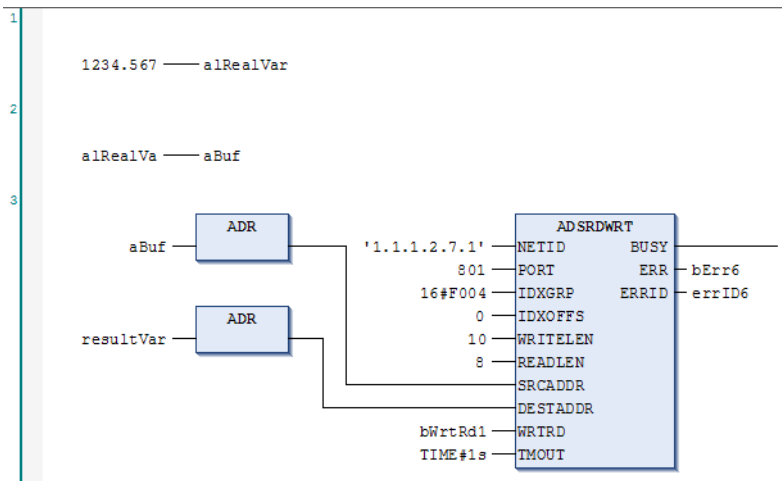 1
1234.567 alRealVar
2
alRealVa aBuf
3
ADR
aBuf
ADR
resultVar
ADSRDWRT
'1.1.1.2.7.1' NETID BUSY
801 PORT ERR bErr6
16#F004 IDXGRP ERRID errID6
0 IDXOFFS
10 WRITELEN
8 READLEN
SRCADDR
DESTADDR
bWrtRd1 WRTRD
TIME#1s TMOUT